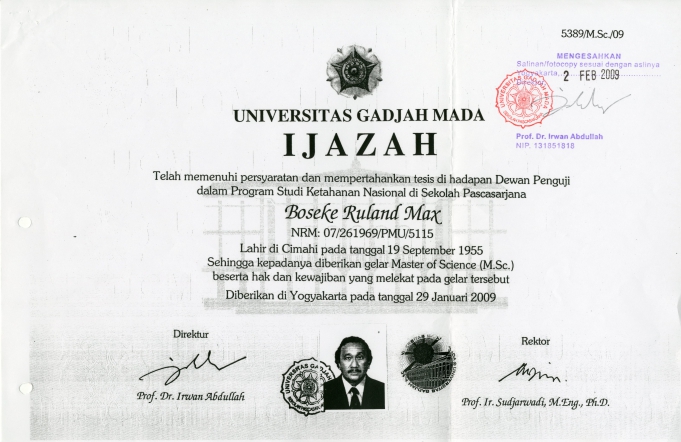 5389/M.Sc./09
MENGESAHKAN
Salinan/fotocopy sesuai dengan aslinya
2 FEB 2009
Prof. Dr. Irwan Abdullah
NIP. 131851818
UNIVERSITAS GADJAH MADA
IJAZAH
Telah memenuhi persyaratan dan mempertahankan tesis di hadapan Dewan Penguji
dalam Program Studi Ketahanan Nasional di Sekolah Pascasarjana
Boseke Ruland Max
NRM: 07/261969/PMU/5115
Lahir di Cimahi pada tanggal 19 September 1955
Sehingga kepadanya diberikan gelar Master of Science (M.Sc.)
beserta hak dan kewajiban yang melekat pada gelar tersebut
Diberikan di Yogyakarta pada tanggal 29 Januari 2009
Direktur
Rektor
Prof. Dr. Irwan Abdullah
Prof. Ir. Sudjarwadi, M.Eng., Ph.D.